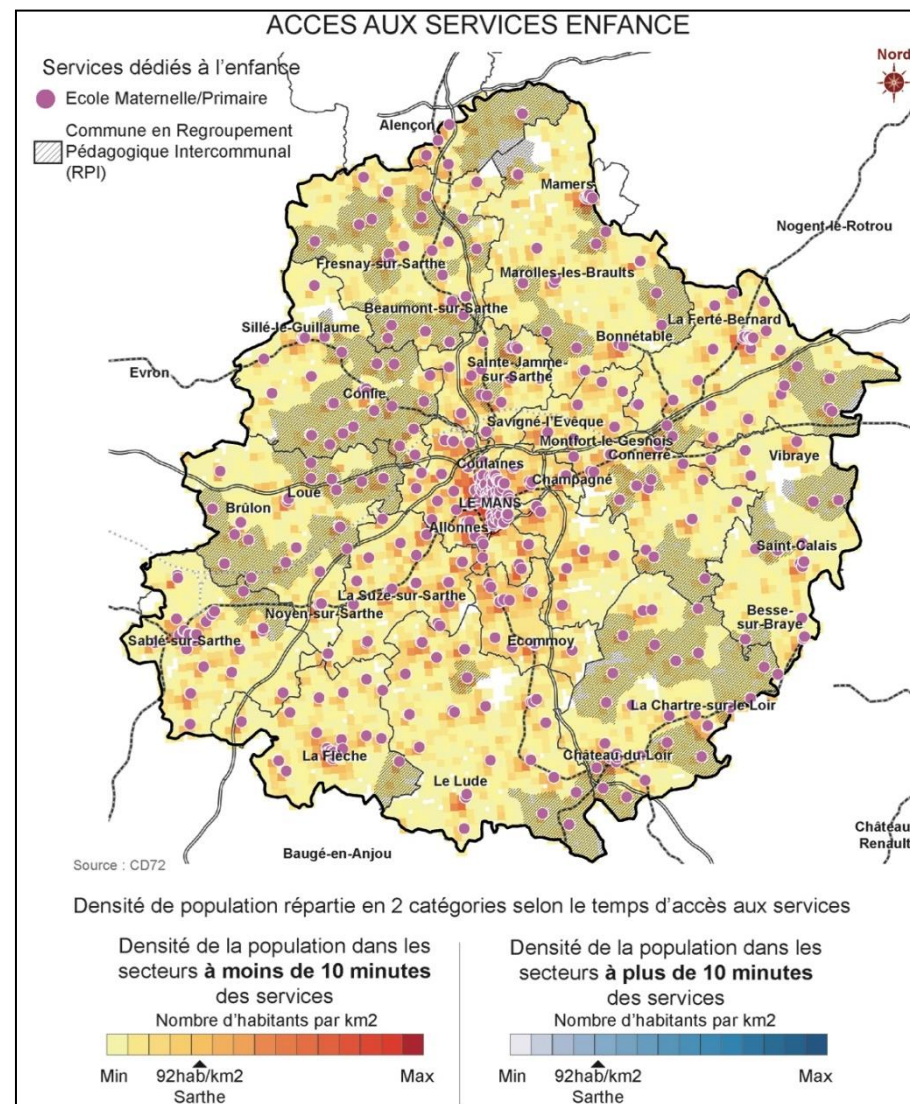 ACCES AUX SERVICES ENFANCE
Services dédiés à l'enfance
Ecole Maternelle/Primaire
Commune en Regroupement
Pédagogique Intercommunal
(RPI)
Nord
Alençon
Mamers
Nogent-le-Rotrou
Fresnay-sur-Sarthe
Marolles-les-Braults
Beaumont-sur-Sarthe
La Ferté-Bernard
Sillé-le-Guillaume
Bonnétable
Evron
Sainte-Jamme-
sur-Sarthe
Conlie
Savigné-l'Evêque
Montfort-le-Gesnois
Connerré
Vibraye
Coulaines
Champagné
Loué
LE MANS
Brûlon
Allonnes
Saint-Calais
La Suze-sur-Sarthe
Noyen-sur-Sarthe
Besse-
sur-Braye
Sablé-sur-Sarthe
Ecommoy
La Chartre-sur-le-Loir
La Flèche
Château-du-Loir
Le Lude
Château
Renault
Baugé-en-Anjou
Source : CD72
Densité de population répartie en 2 catégories selon le temps d'accès aux services
Densité de la population dans les
secteurs à moins de 10 minutes
des services
Nombre d'habitants par km2
Min
92hab/km2
Max
Sarthe
Densité de la population dans les
secteurs à plus de 10 minutes
des services
Nombre d'habitants par km2
Min
92hab/km2
Max
Sarthe